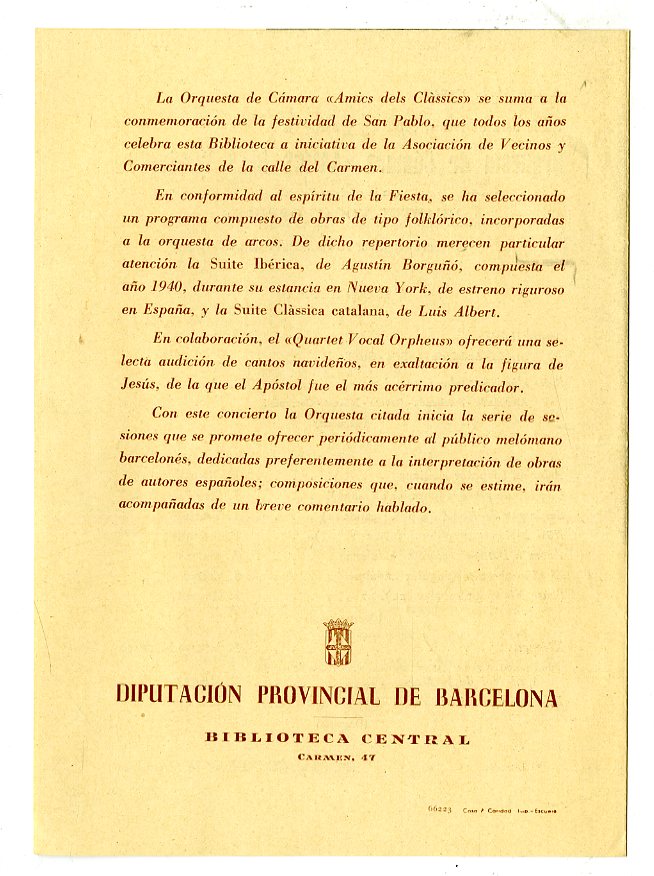 La Orquesta de Cámara «Amics dels Clàssics» se suma a la
conmemoración de la festividad de San Pablo, que todos los años
celebra esta Biblioteca a iniciativa de la Asociación de Vecinos y
Comerciantes de la calle del Carmen.
En conformidad al espíritu de la Fiesta, se ha seleccionado
un programa compuesto de obras de tipo folklórico, incorporadas
a la orquesta de arcos. De dicho repertorio merecen particular
atención la Suite Ibérica, de Agustín Borguñó, compuesta el
año 1940, durante su estancia en Nueva York, de estreno riguroso
en España, y la Suite Clàssica catalana, de Luis Albert.
En colaboración, el «Quartet Vocal Orpheus» ofrecerá una se-
lecta audición de cantos navideños, en exaltación a la figura de
Jesús, de la que el Apóstol fue el más acérrimo predicador.
Con este concierto la Orquesta citada inicia la serie de se-
siones que se promete ofrecer periódicamente al público melómano
barcelonés, dedicadas preferentemente a la interpretación de obras
de autores españoles; composiciones que, cuando se estime, irán
acompañadas de un breve comentario hablado.
DIPUTACIÓN PROVINCIAL DE BARCELONA
BIBLIOTECA CENTRAL
CARMEN, 47
66223 Casa P. Caridad Imp.-Escuela